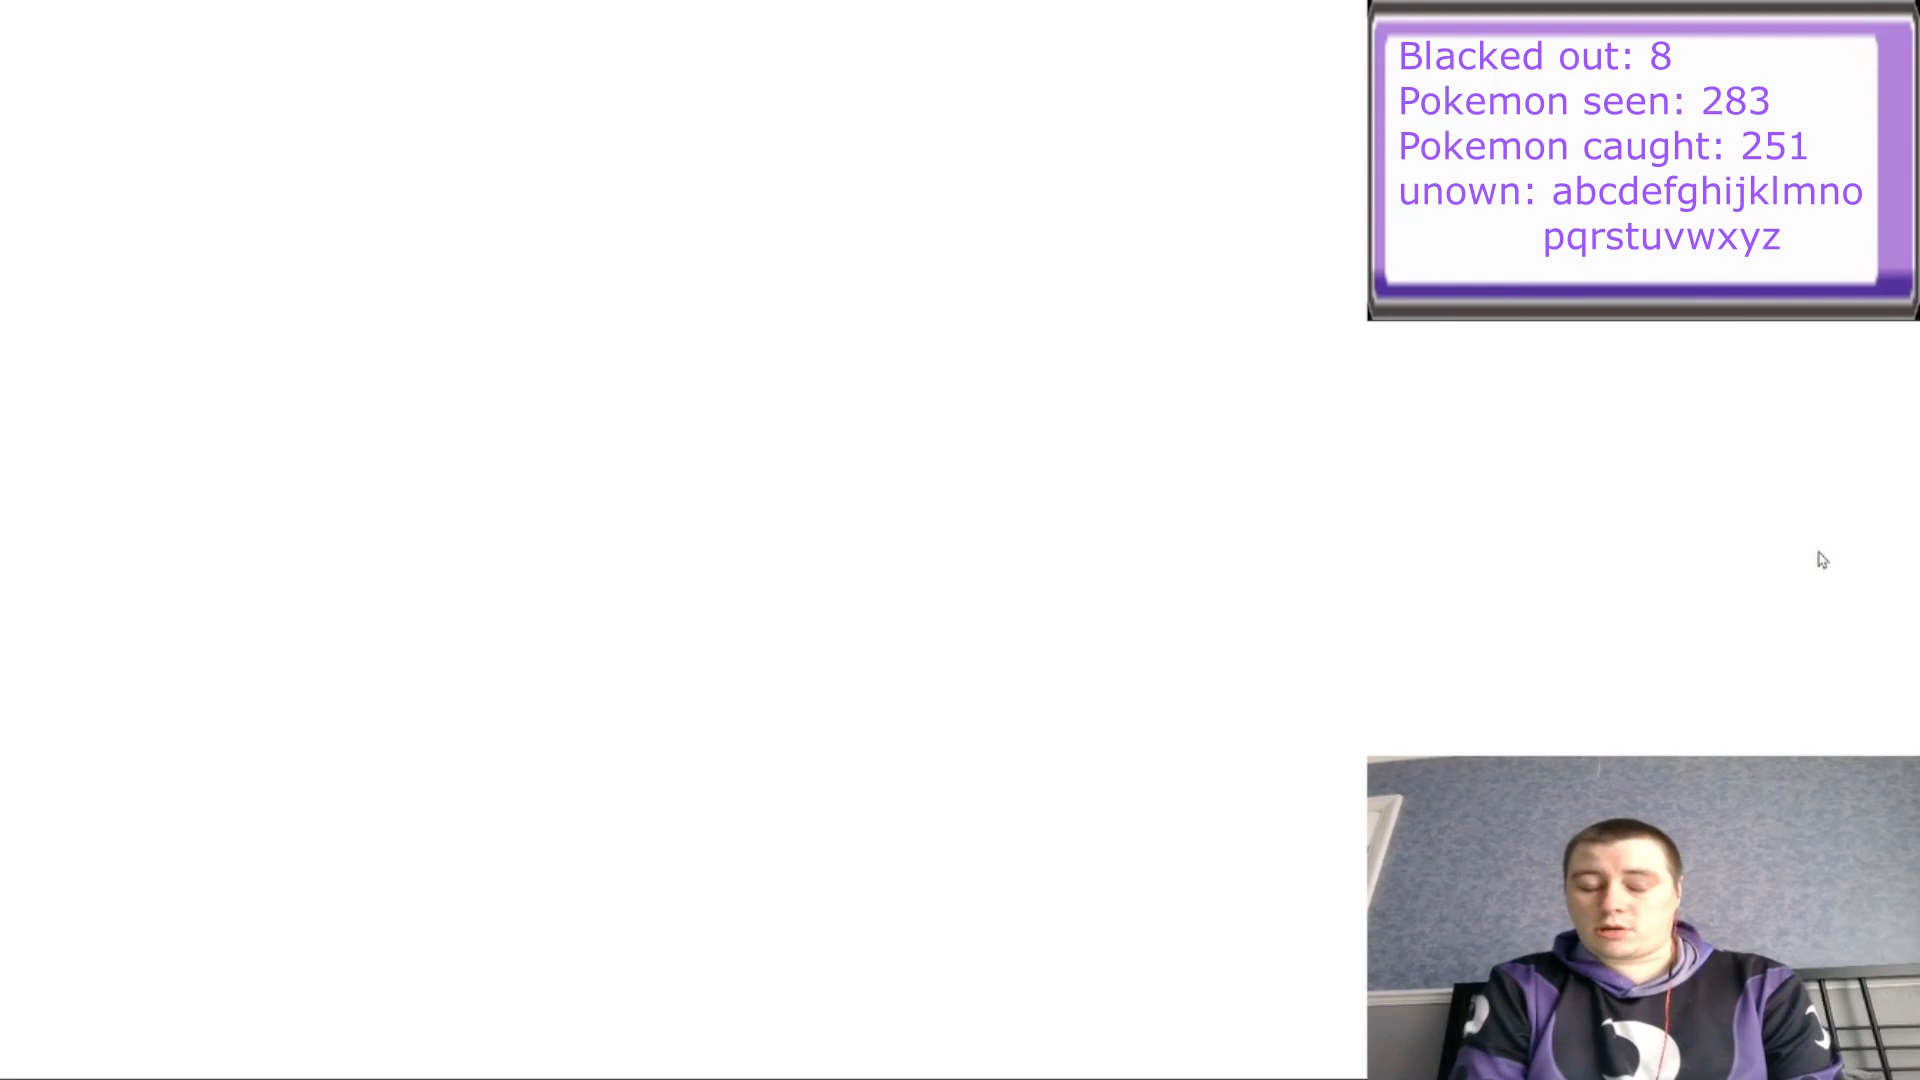 Blacked out: 8
Pokemon seen: 283
Pokemon caught: 251
unown: abcdefghijklmno
pqrstuvwxyz